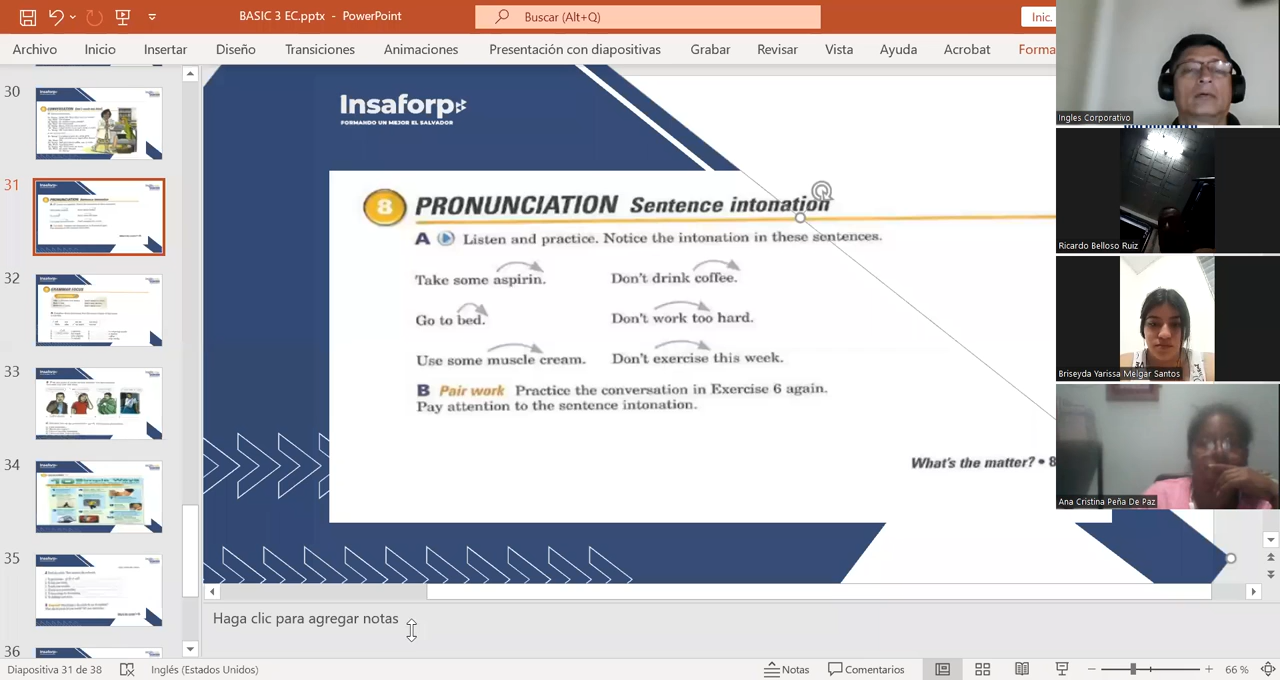 BASIC 3 EC.pptx - PowerPoint
Buscar (Alt+Q)
Inic.
Archivo Inicio Insertar Diseño Transiciones Animaciones Presentación con diapositivas Grabar Revisar Vista Ayuda Acrobat Forma
30
31
32
33
34
35
36
Insaforp
FORMANDO UN MEJOR EL SALVADOR
8 PRONUNCIATION Sentence intonation
A Listen and practice. Notice the intonation in these sentences.
Take some aspirin. Don't drink coffee.
Go to bed. Don't work too hard.
Use some muscle cream. Don't exercise this week.
B Pair work Practice the conversation in Exercise 6 again.
Pay attention to the sentence intonation.
What's the matter? • 8
Ingles Corporativo
Ricardo Belloso Ruiz
Briseyda Yarissa Melgar Santos
Ana Cristina Peña De Paz
Haga clic para agregar notas
Diapositiva 31 de 38 Inglés (Estados Unidos) Notas Comentarios 66 %